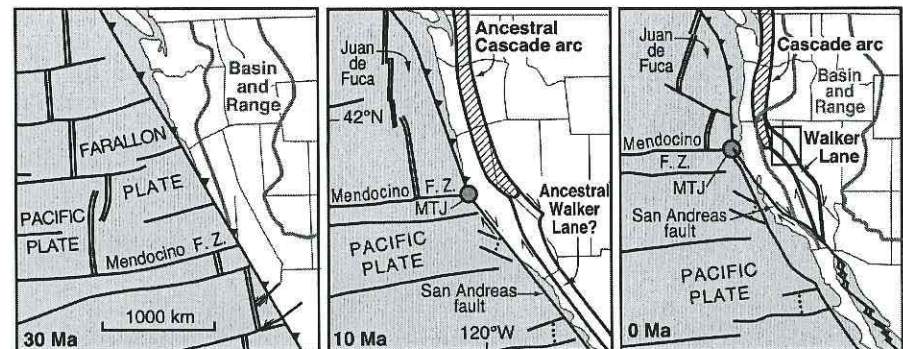 Basin
and
Range
FARALLON
PLATE
PACIFIC
PLATE
Mendocino F. Z.
1000 km
30 Ma
Juan
de
Fuca
Ancestral
Cascade arc
42°N
Mendocino F. Z.
MTJ
Ancestral
Walker
Lane?
PACIFIC
PLATE
San Andreas
fault
120°W
10 Ma
Juan
de
Fuca
Cascade arc
Basin
and
Range
Mendocino
F. Z.
MTJ
Walker
Lane
San Andreas
fault
PACIFIC
PLATE
0 Ma